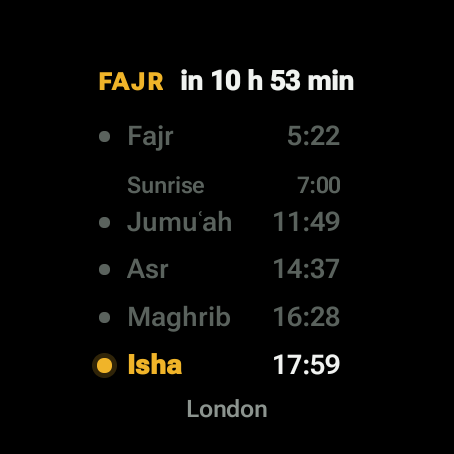 FAJR in 10 h 53 min
Fajr 5:22
Sunrise 7:00
Jumuʿah 11:49
Asr 14:37
Maghrib 16:28
Isha 17:59
London